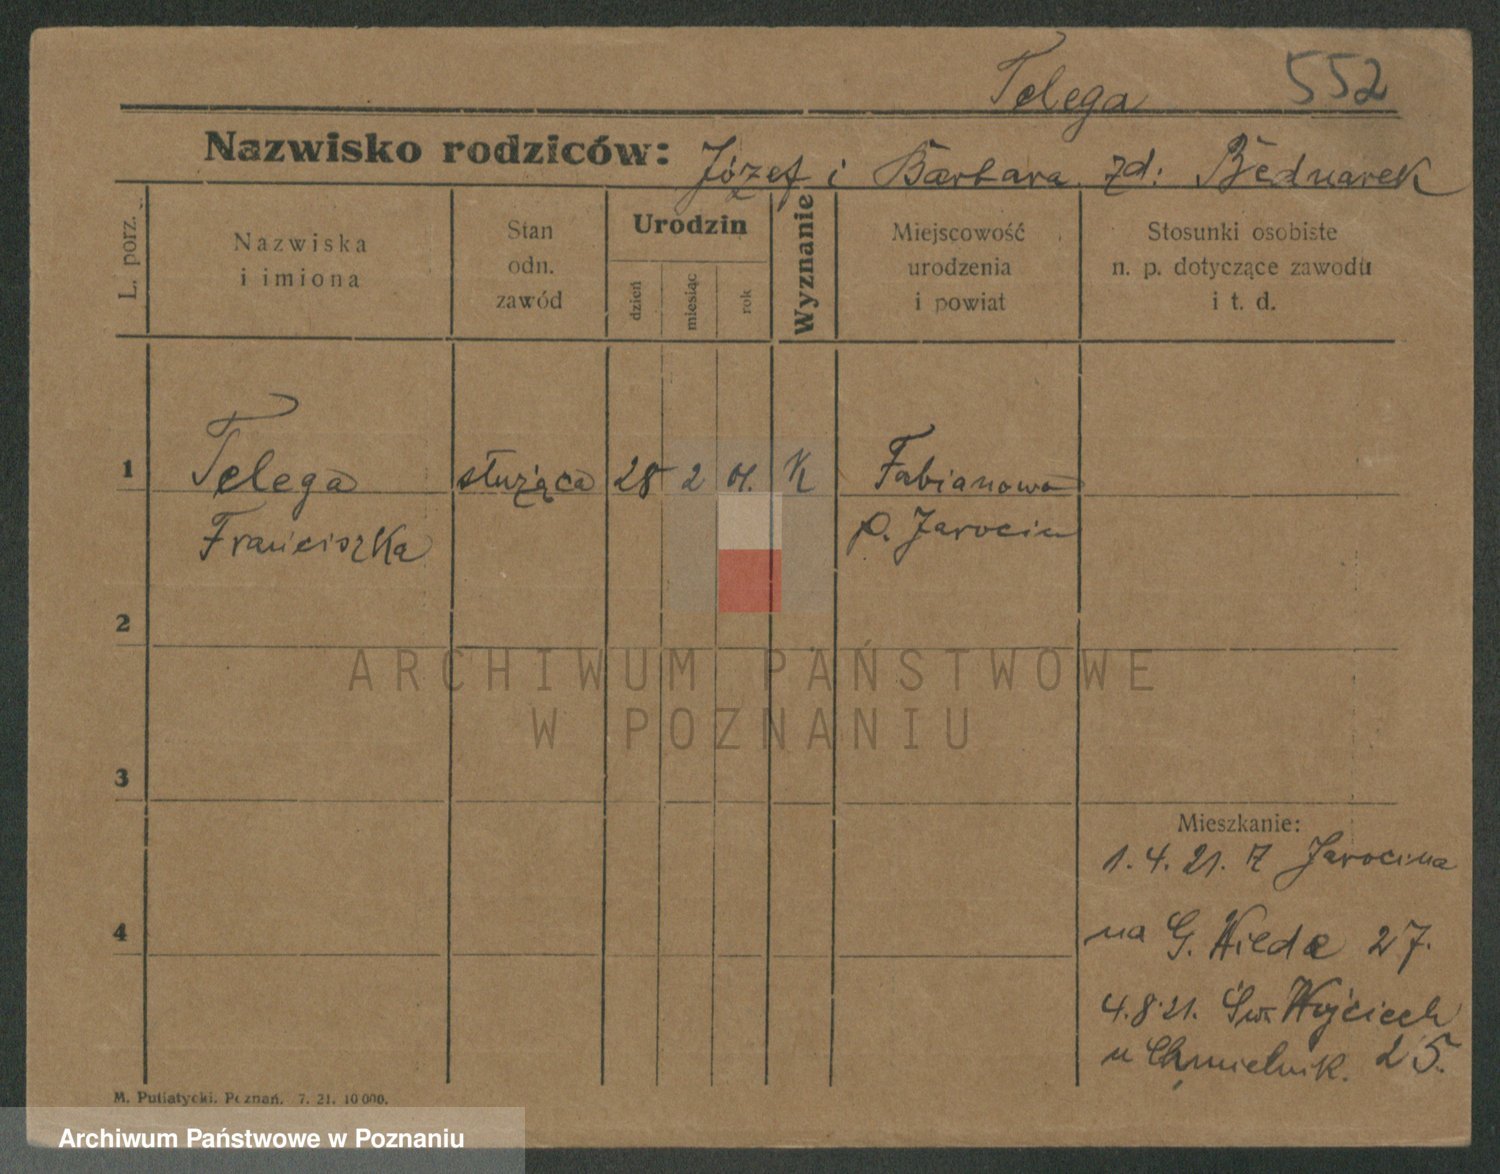 Telega 552
Nazwisko rodziców: Józef i Barbara zd. Bednarek
L. porz.
Nazwiska
i imiona
Stan
odn.
zawód
Urodzin
dzień
miesiąc
rok
Wyznanie
Miejscowość
urodzenia
i powiat
Stosunki osobiste
n. p. dotyczące zawodu
i t. d.
1 Telega służąca 28 2 01. K Fabianowo
Franciszka p. Jarocin
2
ARCHIWUM PAŃSTWOWE
W POZNANIU
3
Mieszkanie:
1.4.21. Z Jarocina
4
na G. Wilda 27.
4.8.21. Św. Wojciech
u Chmielnik. 25.
M. Putiatycki. Poznań. 7. 21. 10 000.
Archiwum Państwowe w Poznaniu